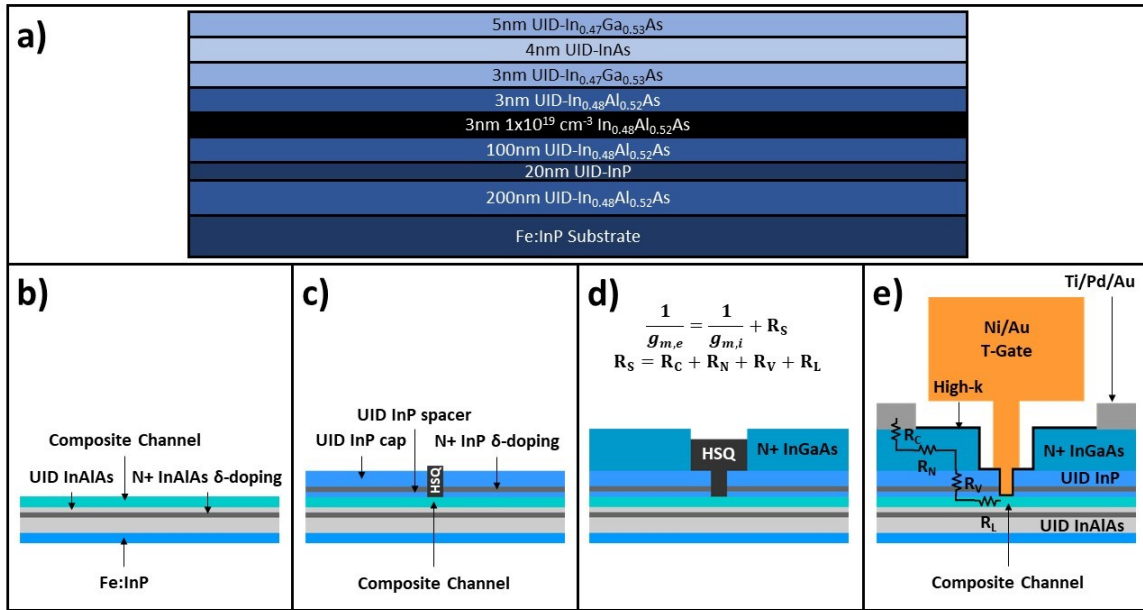 a)
5nm UID-In₀.₄₇Ga₀.₅₃As
4nm UID-InAs
3nm UID-In₀.₄₇Ga₀.₅₃As
3nm UID-In₀.₄₈Al₀.₅₂As
3nm 1x10¹⁹ cm⁻³ In₀.₄₈Al₀.₅₂As
100nm UID-In₀.₄₈Al₀.₅₂As
20nm UID-InP
200nm UID-In₀.₄₈Al₀.₅₂As
Fe:InP Substrate
b)
Composite Channel
UID InAlAs
N+ InAlAs δ-doping
Fe:InP
c)
UID InP spacer
UID InP cap
N+ InP δ-doping
HSQ
Composite Channel
d)
1/g_{m,e} = 1/g_{m,i} + R_S
R_S = R_C + R_N + R_V + R_L
HSQ
N+ InGaAs
e)
Ti/Pd/Au
Ni/Au
T-Gate
High-k
R_C
N+ InGaAs
R_N
UID InP
R_V
R_L
UID InAlAs
Composite Channel